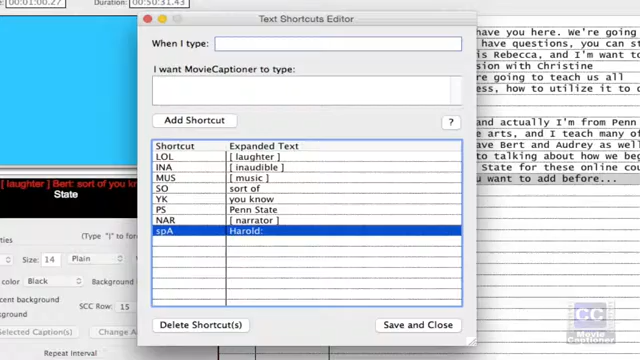 1:00.27
Duration:
00:50:31.43
Text Shortcuts Editor
When I type:
I want MovieCaptioner to type:
Add Shortcut
?
Shortcut Expanded Text
LOL [ laughter ]
INA [ inaudible ]
MUS [ music ]
SO sort of
YK you know
PS Penn State
NAR [ narrator ]
spA Harold:
Delete Shortcut(s)
Save and Close
have you here. We're going
have questions, you can st
is Rebecca, and I'm want to
sion with Christine
re going to teach us all
ess, how to utilize it to d
and actually I'm from Penn
e arts, and I teach many of
ave Bert and Audrey as well
to talking about how we beg
State for these online cou
u want to add before...
[ laughter ] Bert: sort of you kno
State
(Type ") to for
Size: 14 Plain
color Black Background
cent background
ckground
SCC Row: 15
Selected Caption(s) Change A
Repeat Interval
CC
Movie
Captioner